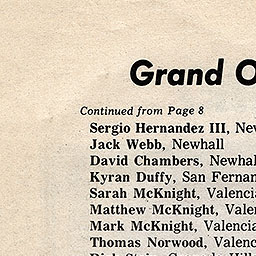 Grand O
Continued from Page 8
Sergio Hernandez III, New
Jack Webb, Newhall
David Chambers, Newhal
Kyran Duffy, San Fernan
Sarah McKnight, Valencia
Matthew McKnight, Valen
Mark McKnight, Valencia
Thomas Norwood, Valenc